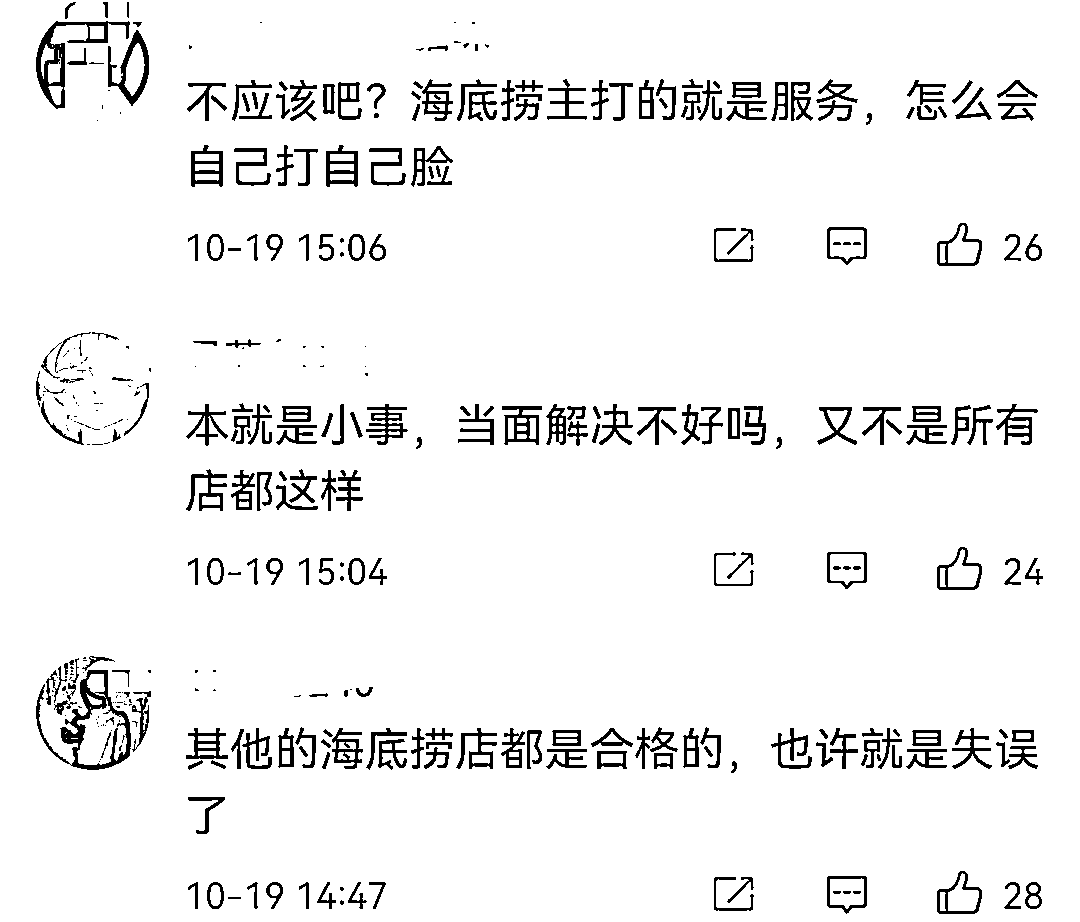 不应该吧？海底捞主打的就是服务，怎么会
自己打自己脸
10-19 15:06
26
本就是小事，当面解决不好吗，又不是所有
店都这样
10-19 15:04
24
其他的海底捞店都是合格的，也许就是失误
了
10-19 14:47
28